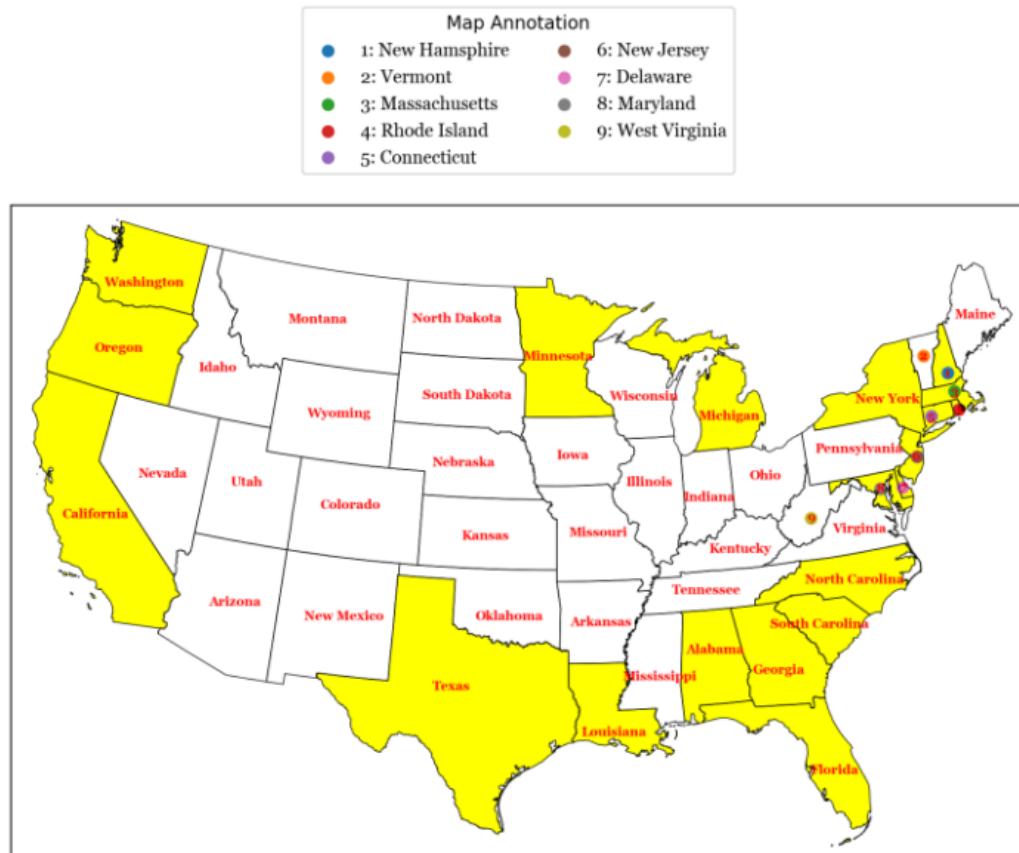 Map Annotation
1: New Hamsphire
2: Vermont
3: Massachusetts
4: Rhode Island
5: Connecticut
6: New Jersey
7: Delaware
8: Maryland
9: West Virginia
Washington
Montana
North Dakota
Maine
Oregon
Minnesota
2
Idaho
South Dakota
Wisconsin
New York
Wyoming
Michigan
Pennsylvania
Nebraska
Iowa
Ohio
Nevada
Utah
Illinois
Indiana
Colorado
California
9
Virginia
Kansas
Missouri
Kentucky
North Carolina
Tennessee
Arizona
New Mexico
Oklahoma
Arkansas
South Carolina
Alabama
Georgia
Mississippi
Texas
Louisiana
Florida